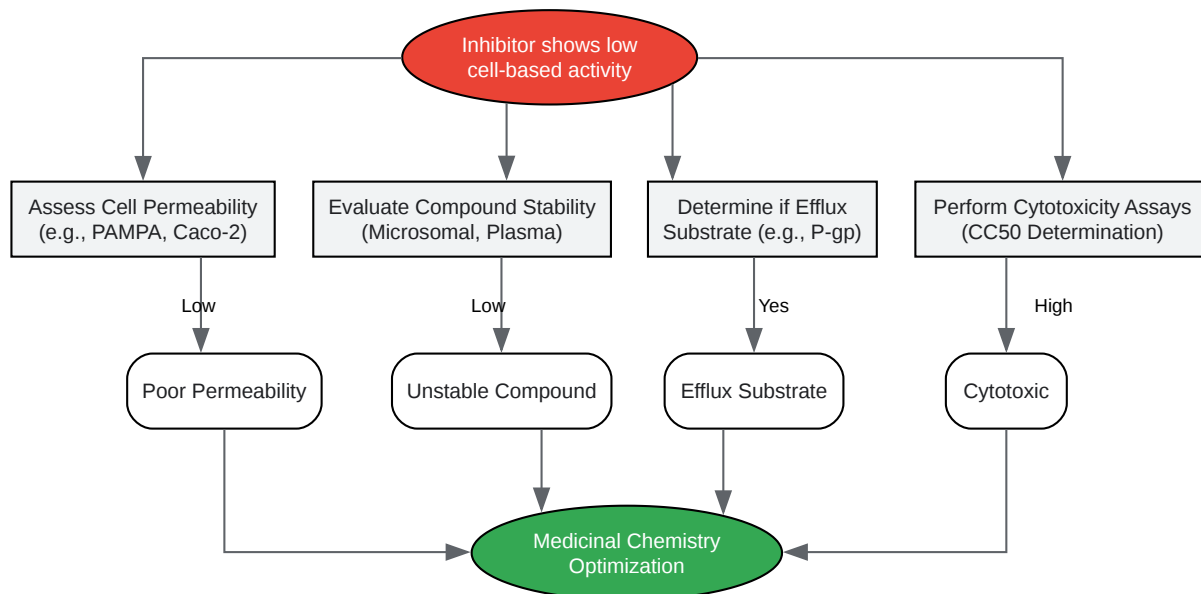 Inhibitor shows low
cell-based activity
Assess Cell Permeability
(e.g., PAMPA, Caco-2)
Evaluate Compound Stability
(Microsomal, Plasma)
Determine if Efflux
Substrate (e.g., P-gp)
Perform Cytotoxicity Assays
(CC50 Determination)
Low
Low
Yes
High
Poor Permeability
Unstable Compound
Efflux Substrate
Cytotoxic
Medicinal Chemistry
Optimization